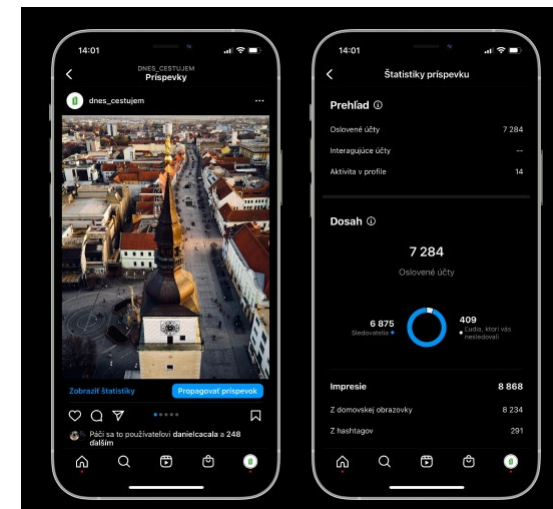 14:01
DNES_CESTUJEM
Príspevky
dnes_cestujem
Zobraziť štatistiky
Propagovať príspevok
Páči sa to používateľovi danielcacala a 248
ďalším
14:01
Štatistiky príspevku
Prehľad
Oslovené účty 7 284
Interagujúce účty --
Aktivita v profile 14
Dosah
7 284
Oslovené účty
6 875
Sledovatelia
409
Ľudia, ktorí vás
nesledovali
Impresie 8 868
Z domovskej obrazovky 8 234
Z hashtagov 291